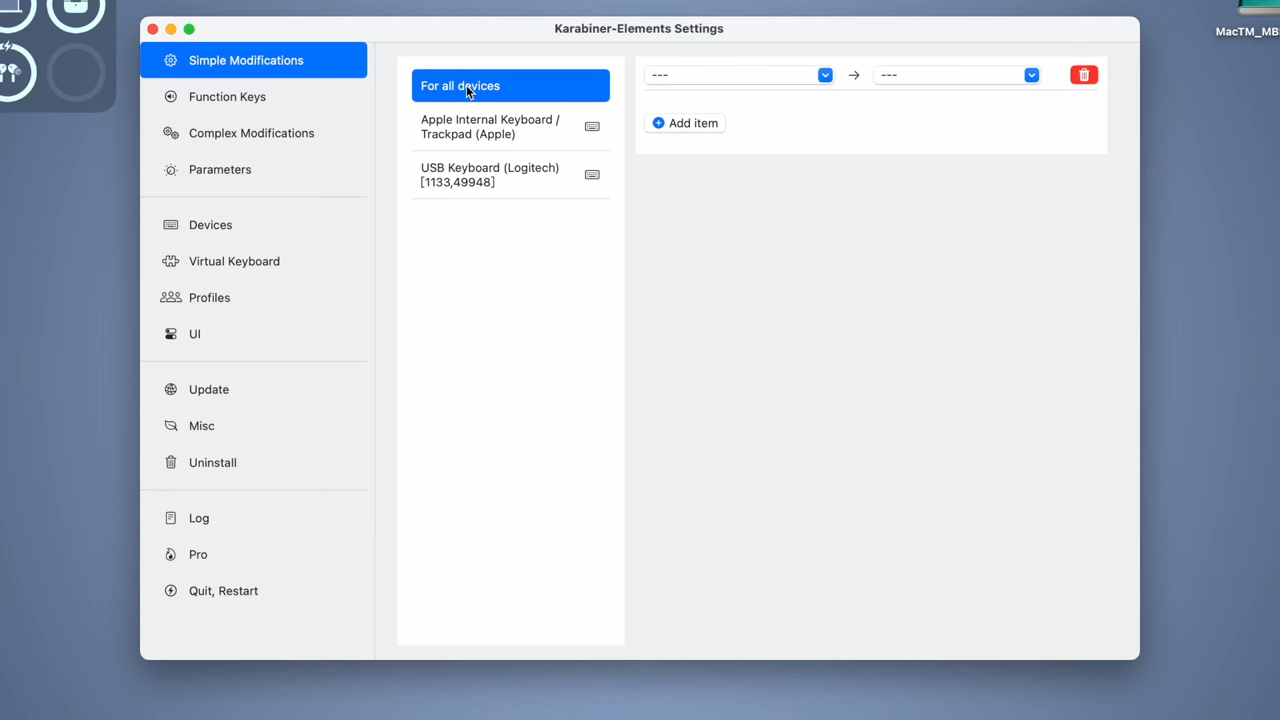 MacTM_MB
Karabiner-Elements Settings
Simple Modifications
Function Keys
Complex Modifications
Parameters
Devices
Virtual Keyboard
Profiles
UI
Update
Misc
Uninstall
Log
Pro
Quit, Restart
For all devices
Apple Internal Keyboard /
Trackpad (Apple)
USB Keyboard (Logitech)
[1133,49948]
--- → ---
Add item